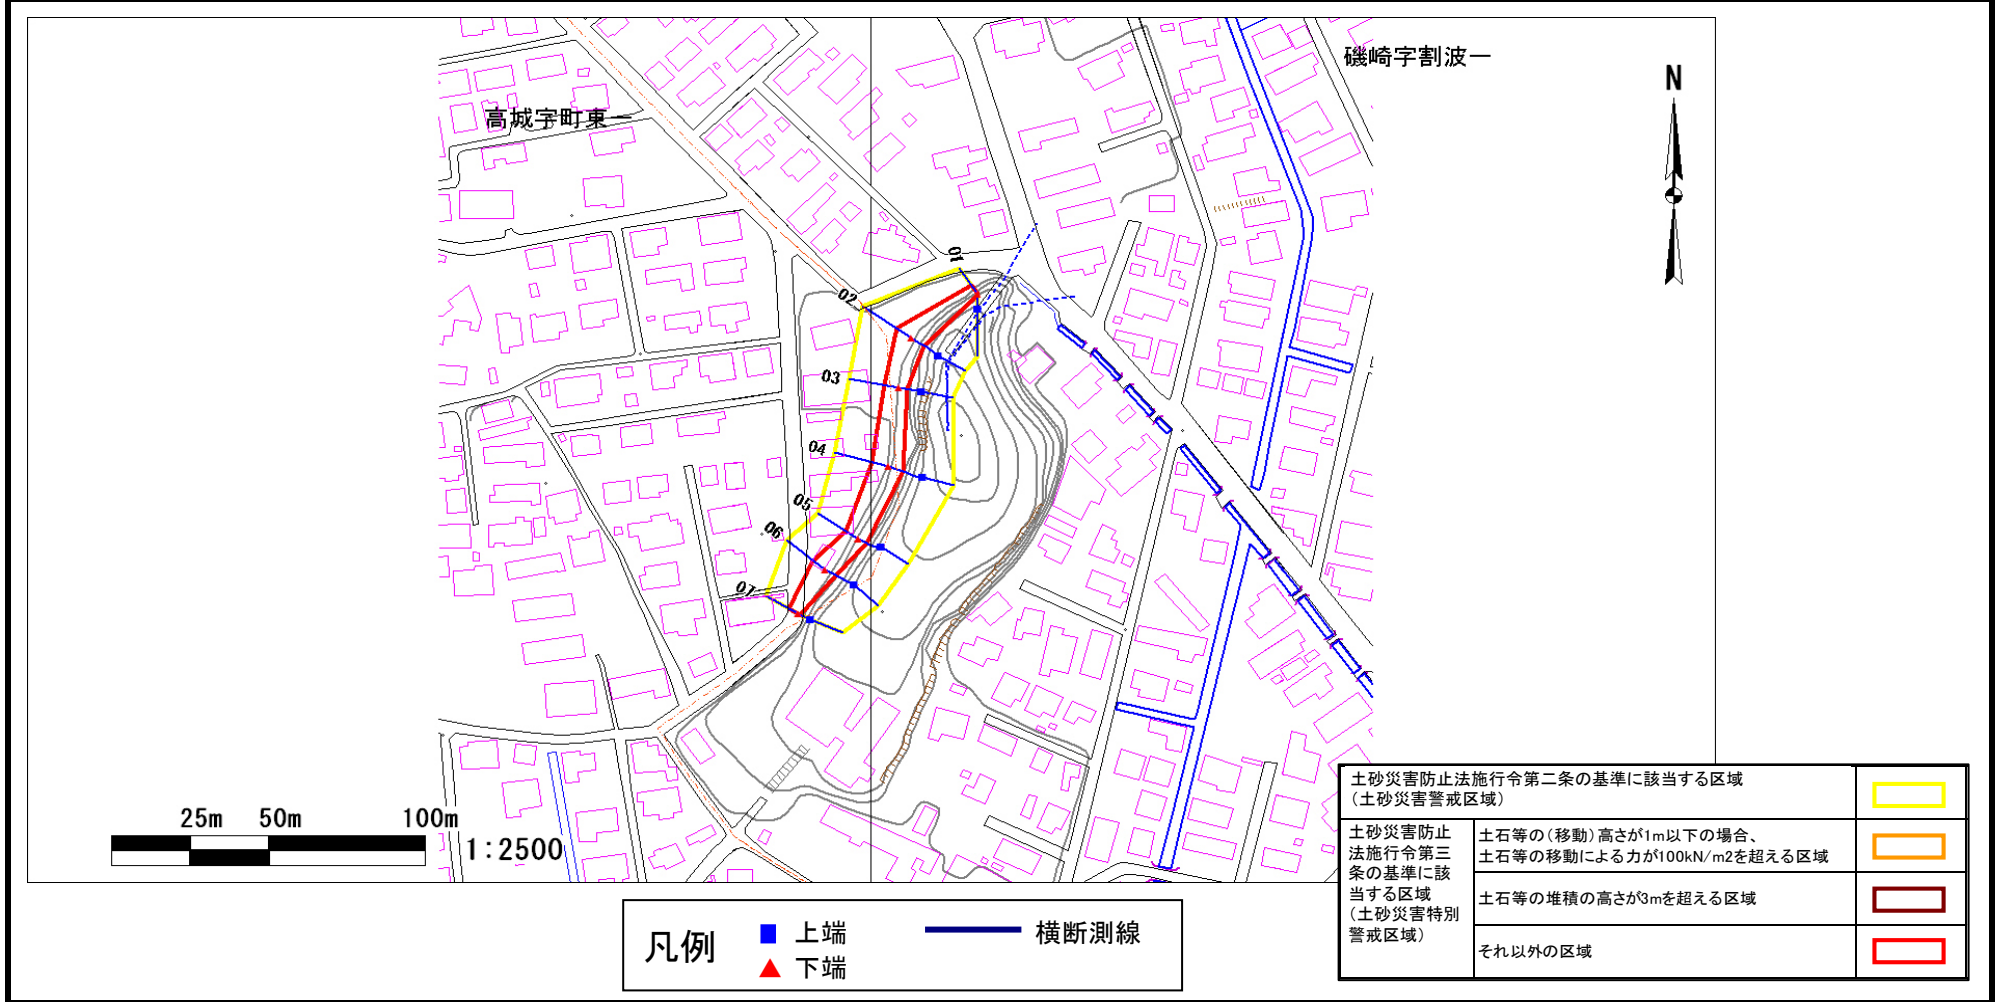 磯崎字割波一
高城字町東一
N
01
02
03
04
05
06
07
25m 50m 100m
1:2500
凡例
上端
下端
横断測線
土砂災害防止法施行令第二条の基準に該当する区域
（土砂災害警戒区域）
土砂災害防止
法施行令第三
条の基準に該
当する区域
（土砂災害特別
警戒区域）
土石等の（移動）高さが1m以下の場合、
土石等の移動による力が100kN/m2を超える区域
土石等の堆積の高さが3mを超える区域
それ以外の区域